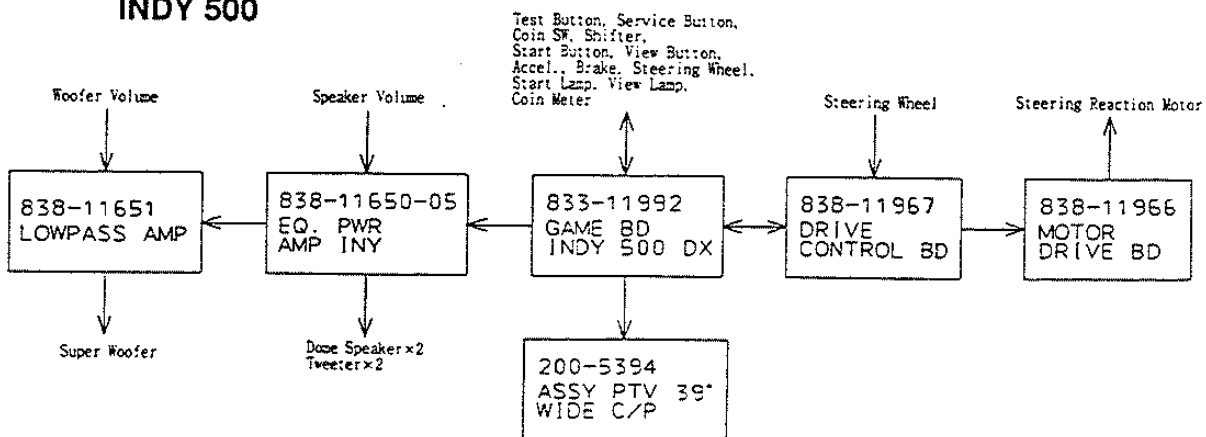 INDY 500
Test Button, Service Button,
Coin SW, Shifter,
Start Button, View Button,
Accel., Brake, Steering Wheel,
Start Lamp. View Lamp,
Coin Meter
Woofer Volume
Speaker Volume
Steering Wheel
Steering Reaction Motor
838-11651
LOWPASS AMP
838-11650-05
EQ. PWR
AMP INY
833-11992
GAME BD
INDY 500 DX
838-11967
DRIVE
CONTROL BD
838-11966
MOTOR
DRIVE BD
Super Woofer
Dome Speaker×2
Tweeter×2
200-5394
ASSY PTV 39"
WIDE C/P